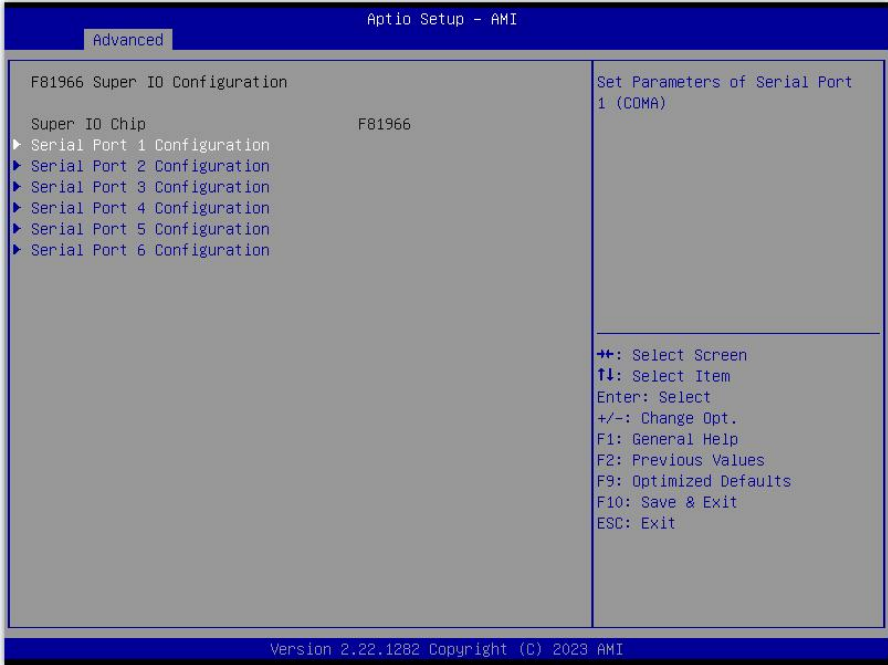 Aptio Setup – AMI
Advanced
F81966 Super IO Configuration
Super IO Chip F81966
Serial Port 1 Configuration
Serial Port 2 Configuration
Serial Port 3 Configuration
Serial Port 4 Configuration
Serial Port 5 Configuration
Serial Port 6 Configuration
Set Parameters of Serial Port
1 (COMA)
→←: Select Screen
↑↓: Select Item
Enter: Select
+/-: Change Opt.
F1: General Help
F2: Previous Values
F9: Optimized Defaults
F10: Save & Exit
ESC: Exit
Version 2.22.1282 Copyright (C) 2023 AMI